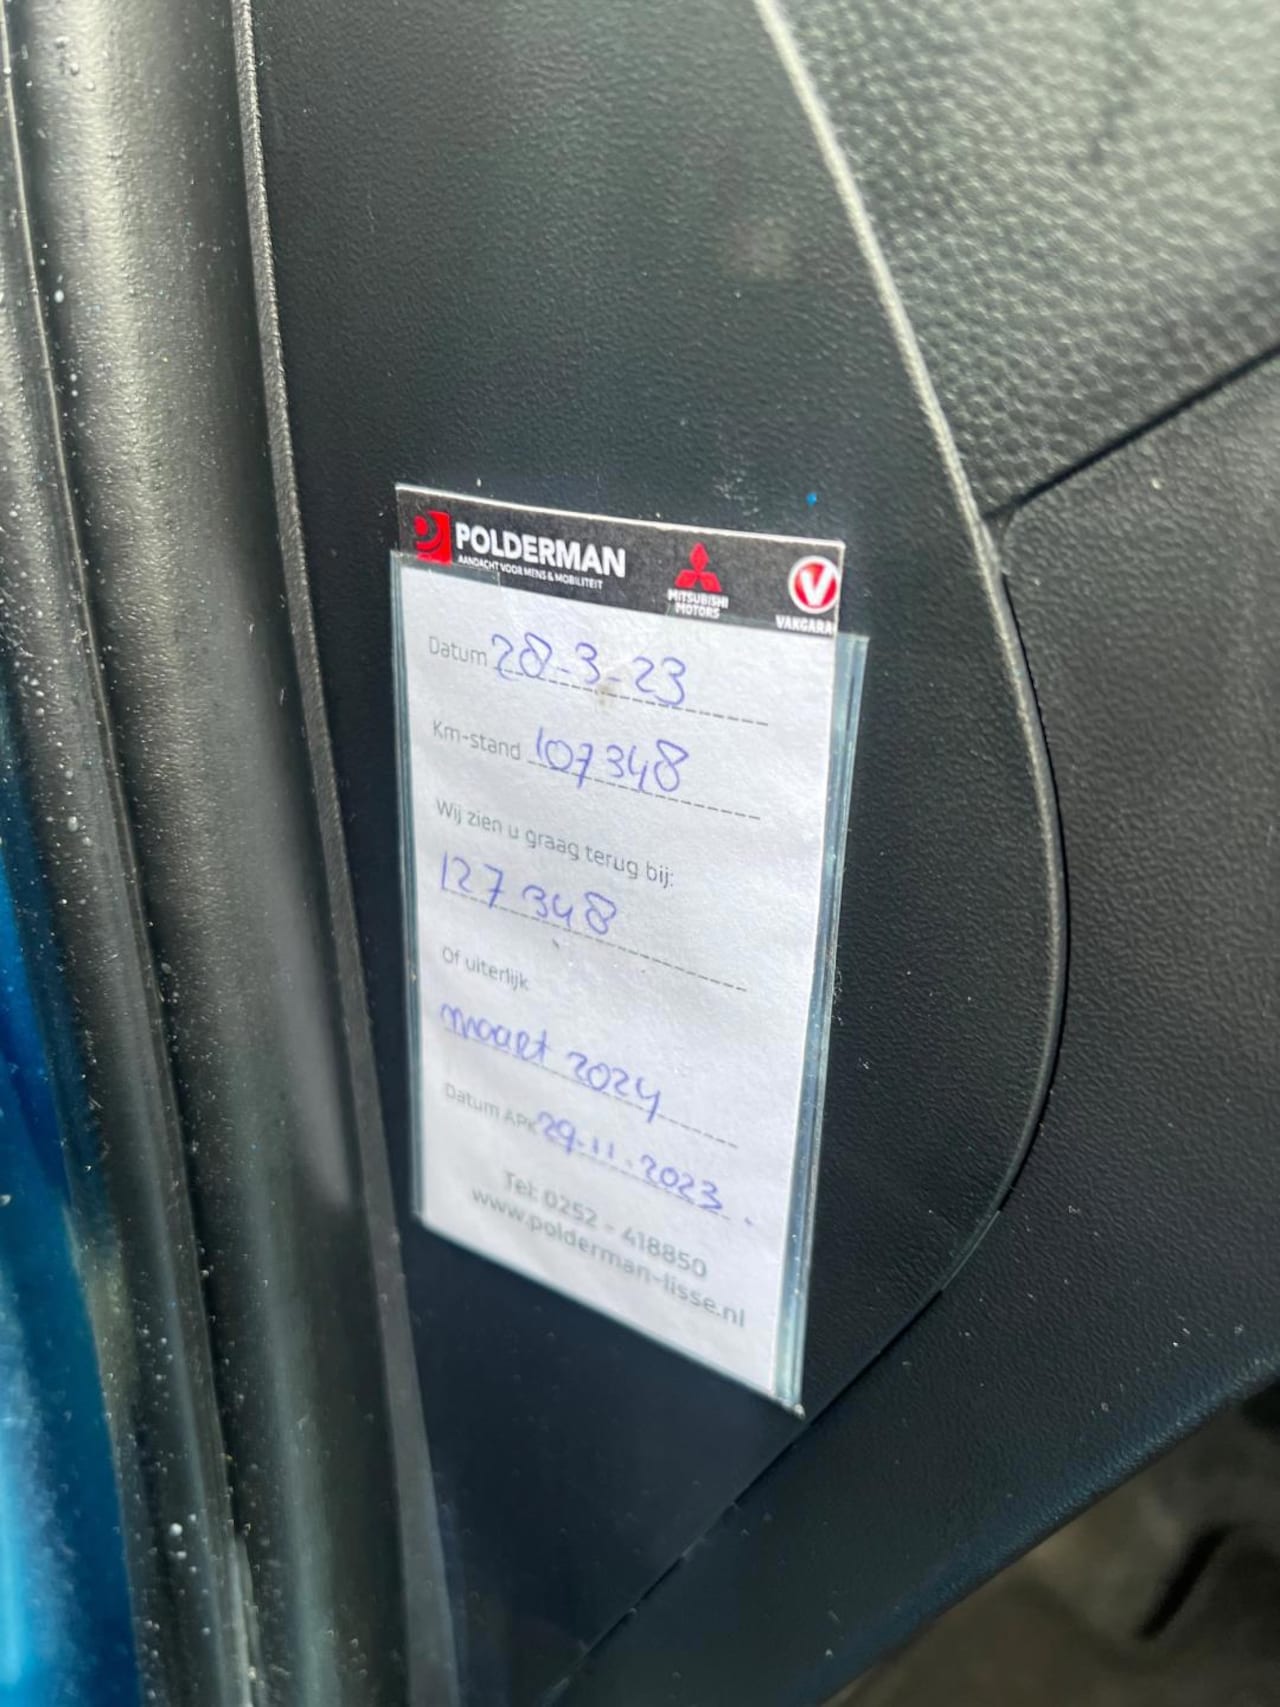 POLDERMAN
AANDACHT VOOR MENS & MOBILITEIT
MITSUBISHI
MOTORS
VAKGARA
Datum 28-3-23
Km-stand 107348
Wij zien u graag terug bij:
127348
Of uiterlijk
maart 2024
Datum APK 29-11-2023
Tel: 0252 - 418850
www.polderman-lisse.nl